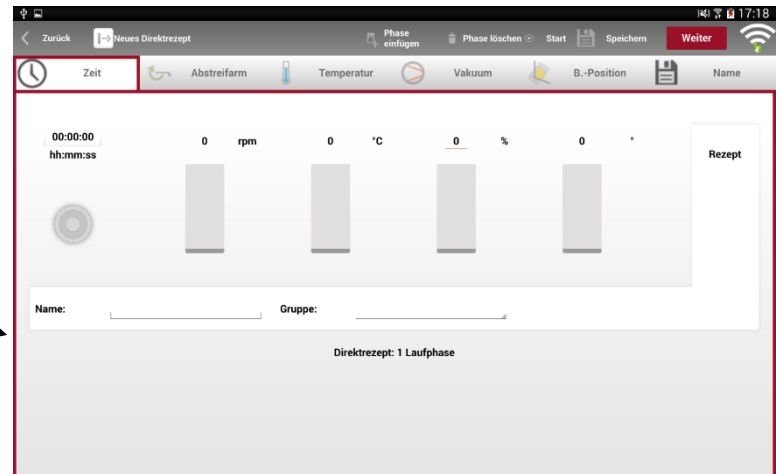 17:18
Zurück
Neues Direktrezept
Phase
einfügen
Phase löschen
Start
Speichern
Weiter
Zeit
Abstreifarm
Temperatur
Vakuum
B.-Position
Name
00:00:00
hh:mm:ss
0 rpm
0 °C
0 %
0 °
Rezept
Name:
Gruppe:
Direktrezept: 1 Laufphase